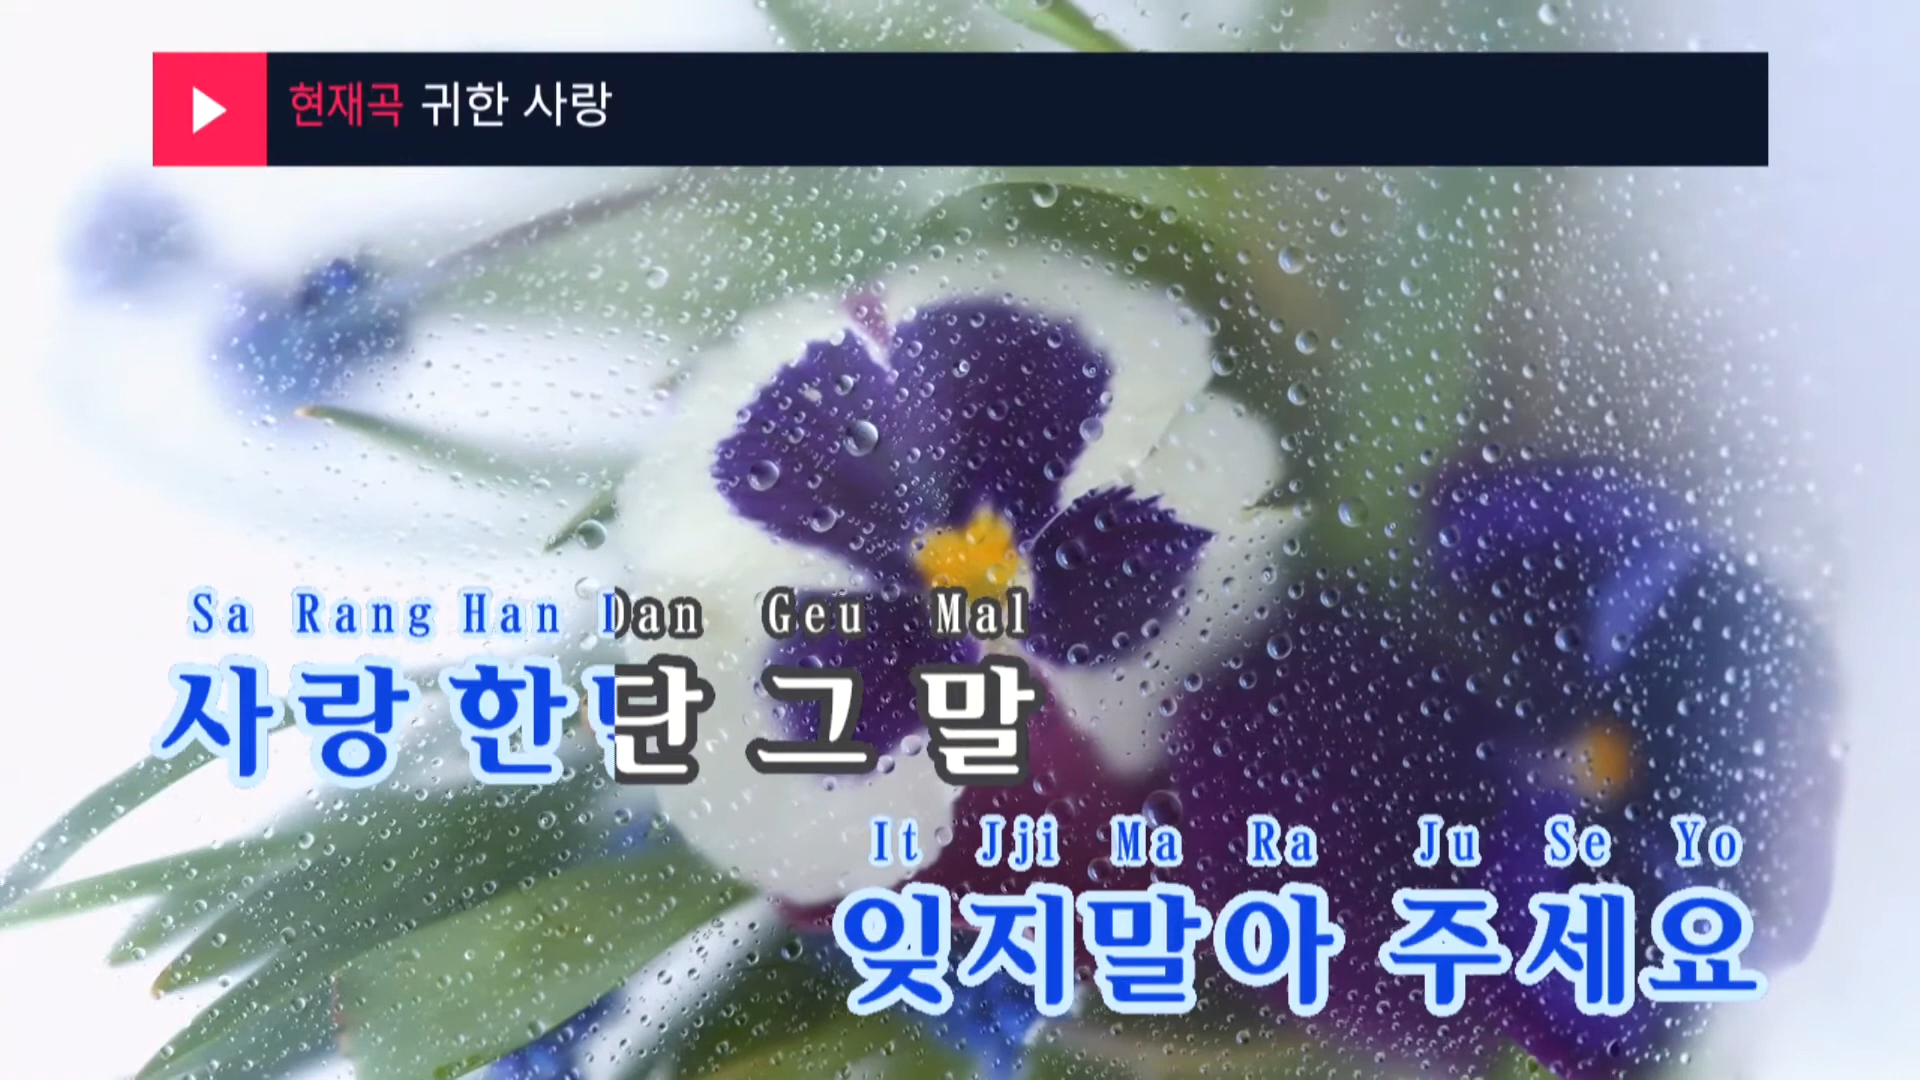 현재곡 귀한 사랑
Sa Rang Han Dan Geu Mal
사랑 한단 그 말
It Jji Ma Ra Ju Se Yo
잊지말아 주세요